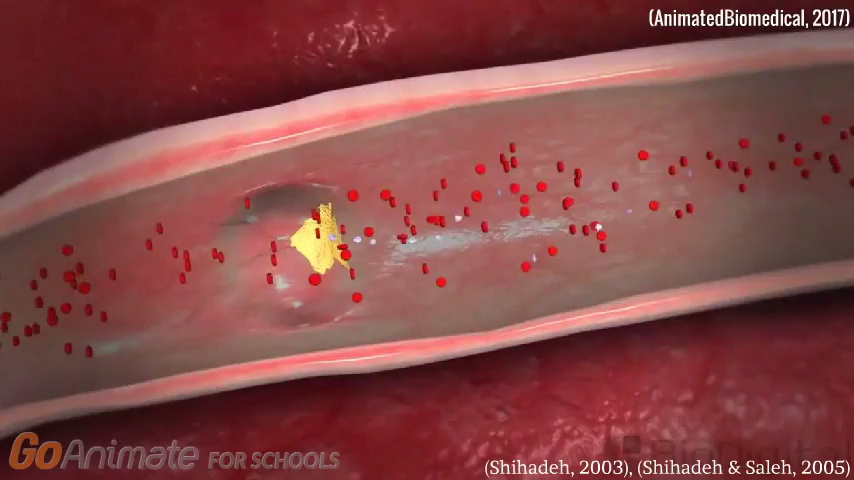 (AnimatedBiomedical, 2017)
GoAnimate FOR SCHOOLS
(Shihadeh, 2003), (Shihadeh & Saleh, 2005)